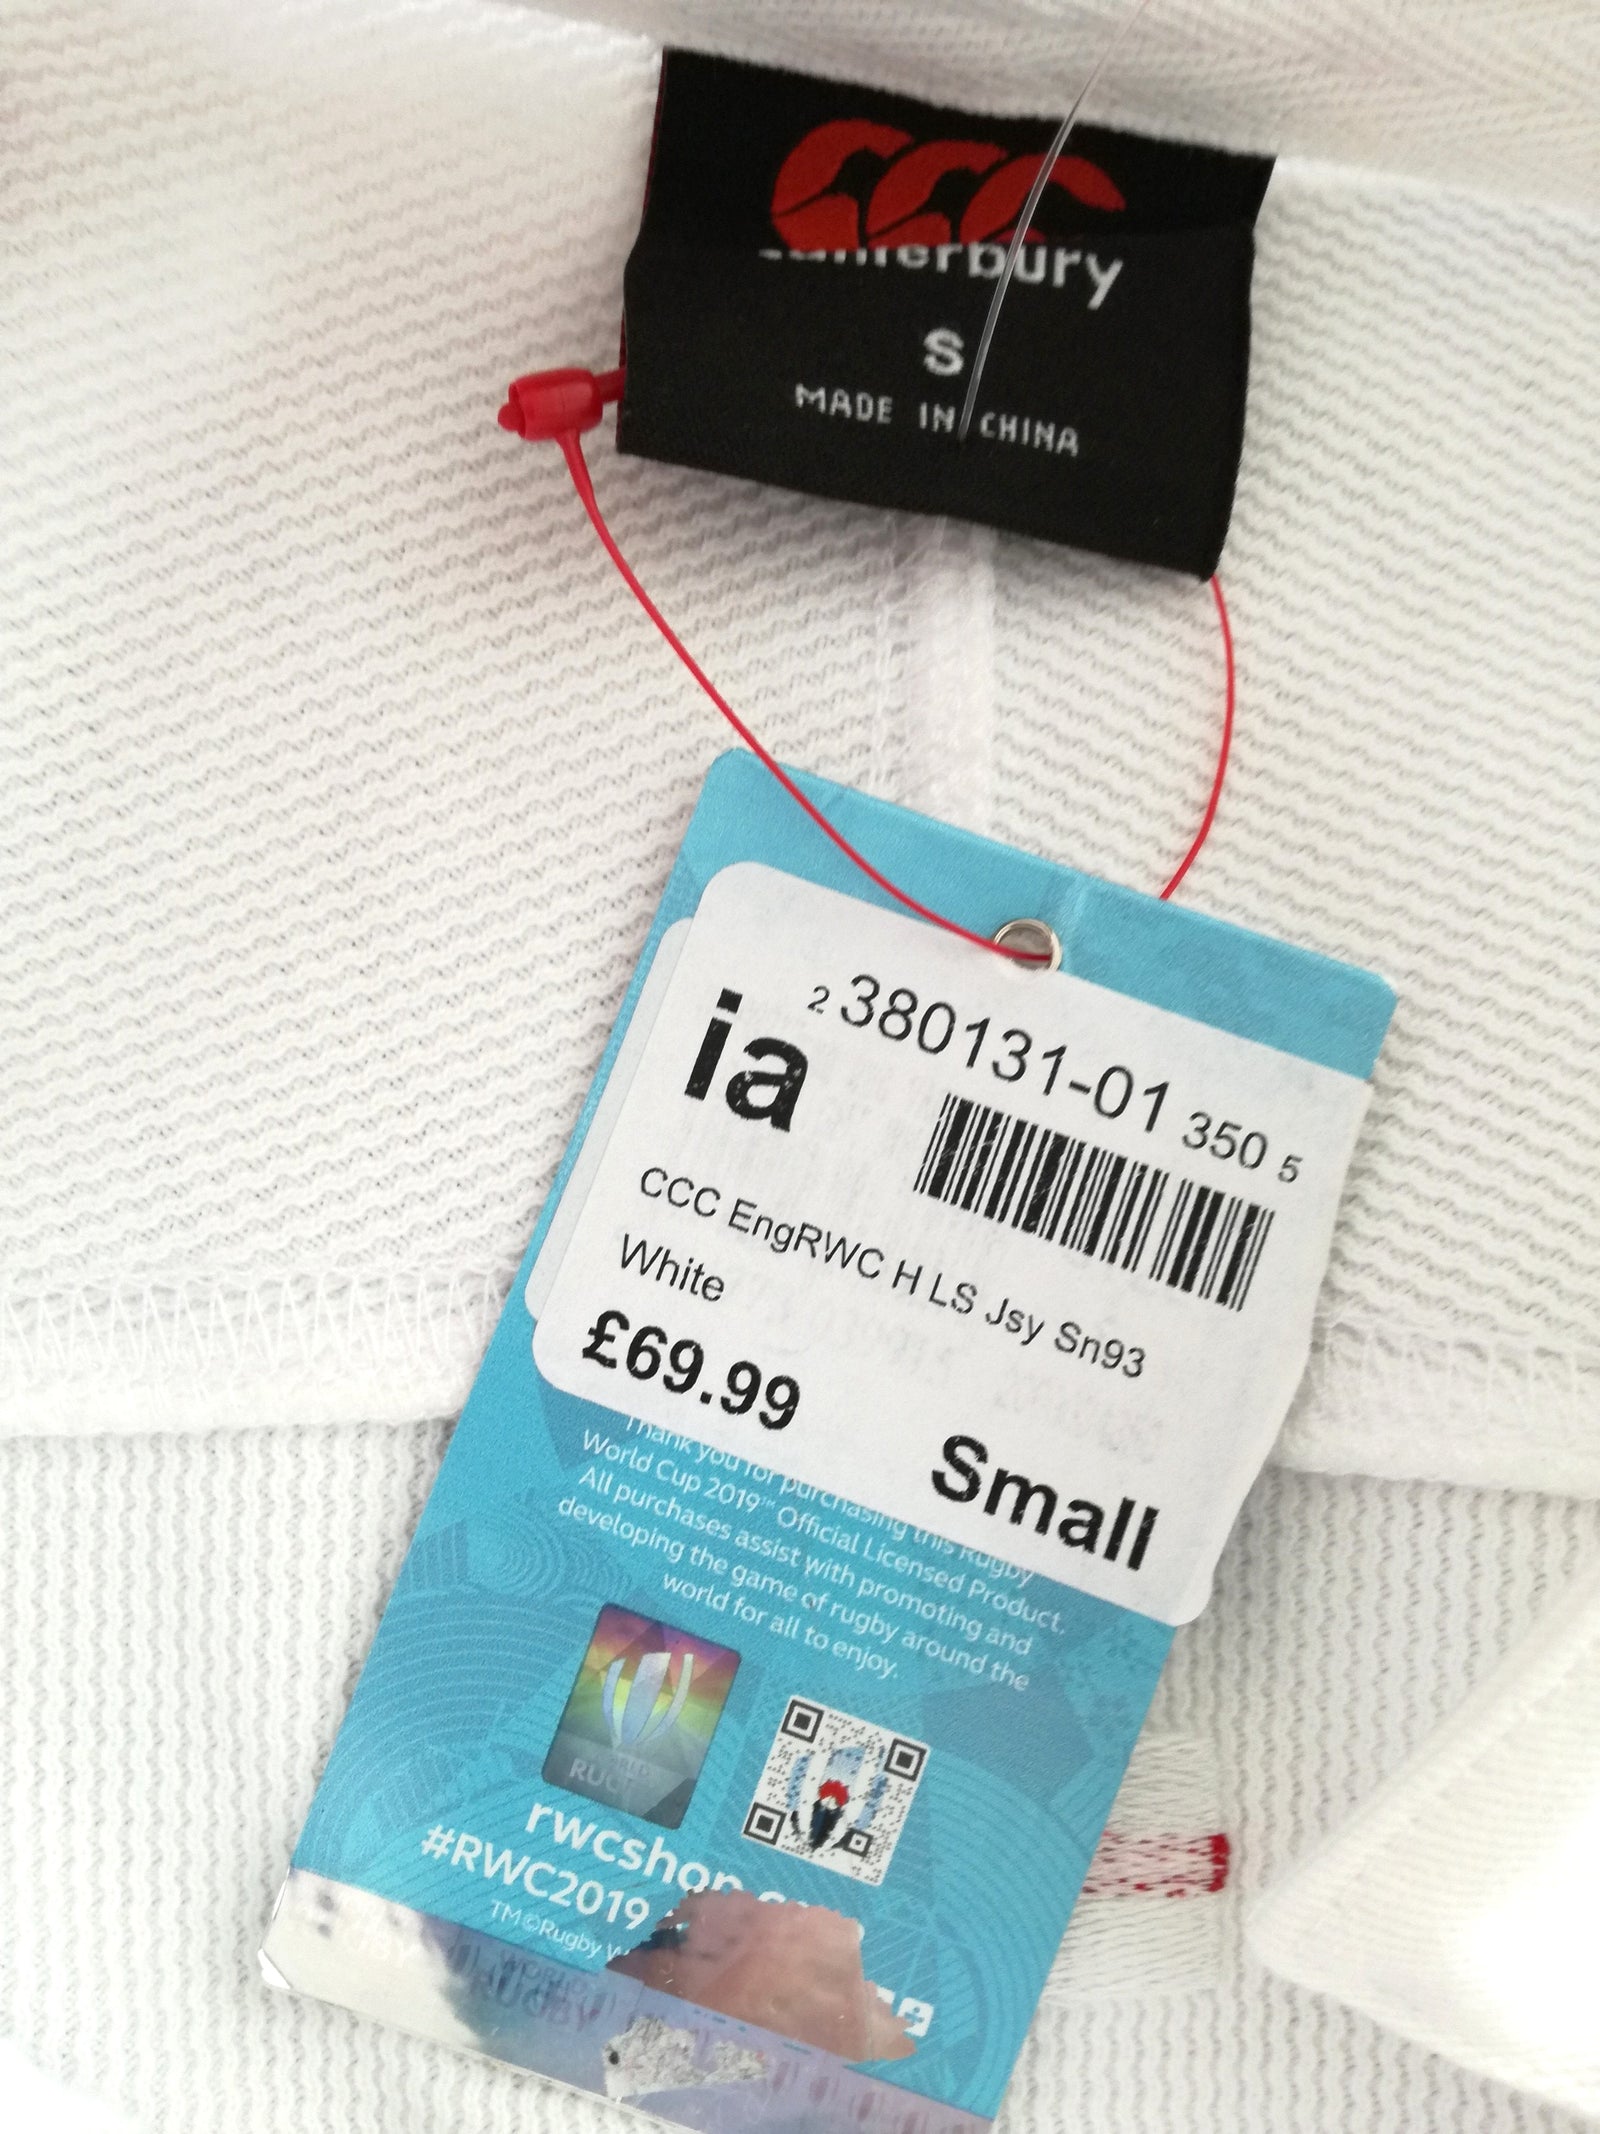 canterbury
S
MADE IN CHINA
ia
2 380131-01 350 5
CCC EngRWC H LS Jsy Sn93
White
£69.99
Small
Thank you for purchasing this Rugby
World Cup 2019™ Official Licensed Product.
All purchases assist with promoting and
developing the game of rugby around the
world for all to enjoy.
rwcshop
#RWC2019
TM©Rugby
RUGBY